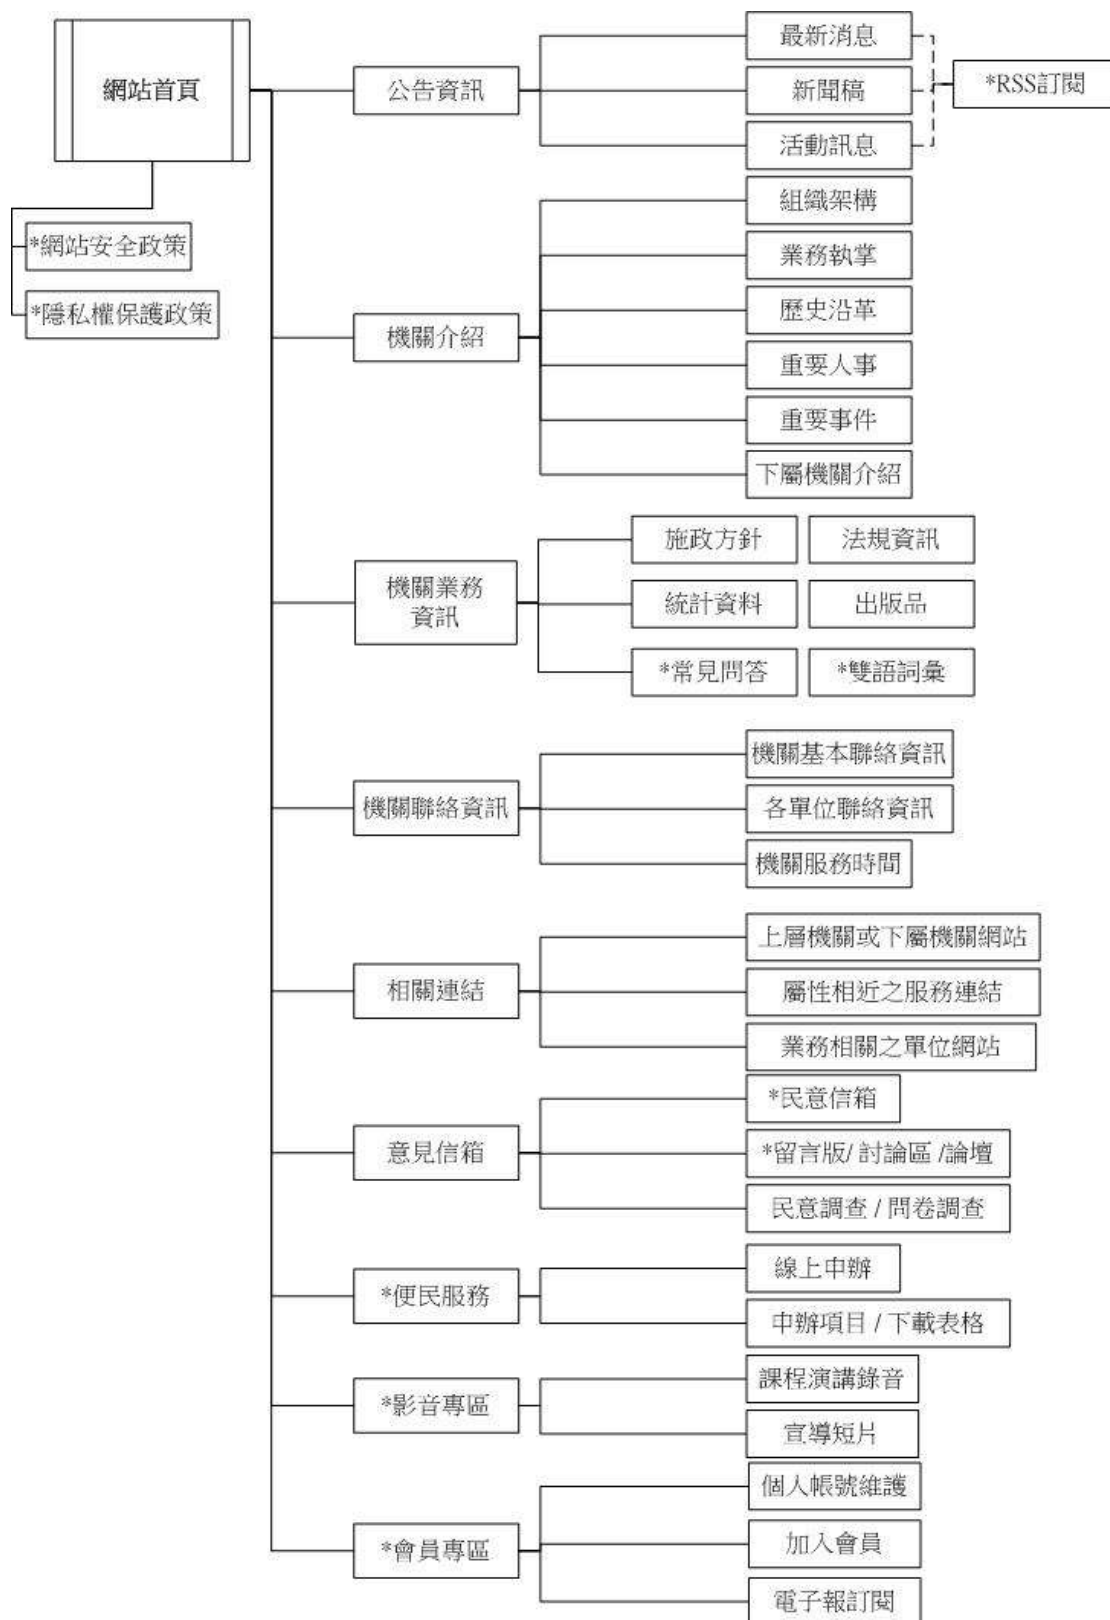 網站首頁
*網站安全政策
*隱私權保護政策
公告資訊
最新消息
新聞稿
活動訊息
*RSS訂閱
機關介紹
組織架構
業務執掌
歷史沿革
重要人事
重要事件
下屬機關介紹
機關業務
資訊
施政方針
法規資訊
統計資料
出版品
*常見問答
*雙語詞彙
機關聯絡資訊
機關基本聯絡資訊
各單位聯絡資訊
機關服務時間
相關連結
上層機關或下屬機關網站
屬性相近之服務連結
業務相關之單位網站
意見信箱
*民意信箱
*留言版/ 討論區 /論壇
民意調查 / 問卷調查
*便民服務
線上申辦
申辦項目 / 下載表格
*影音專區
課程演講錄音
宣導短片
*會員專區
個人帳號維護
加入會員
電子報訂閱